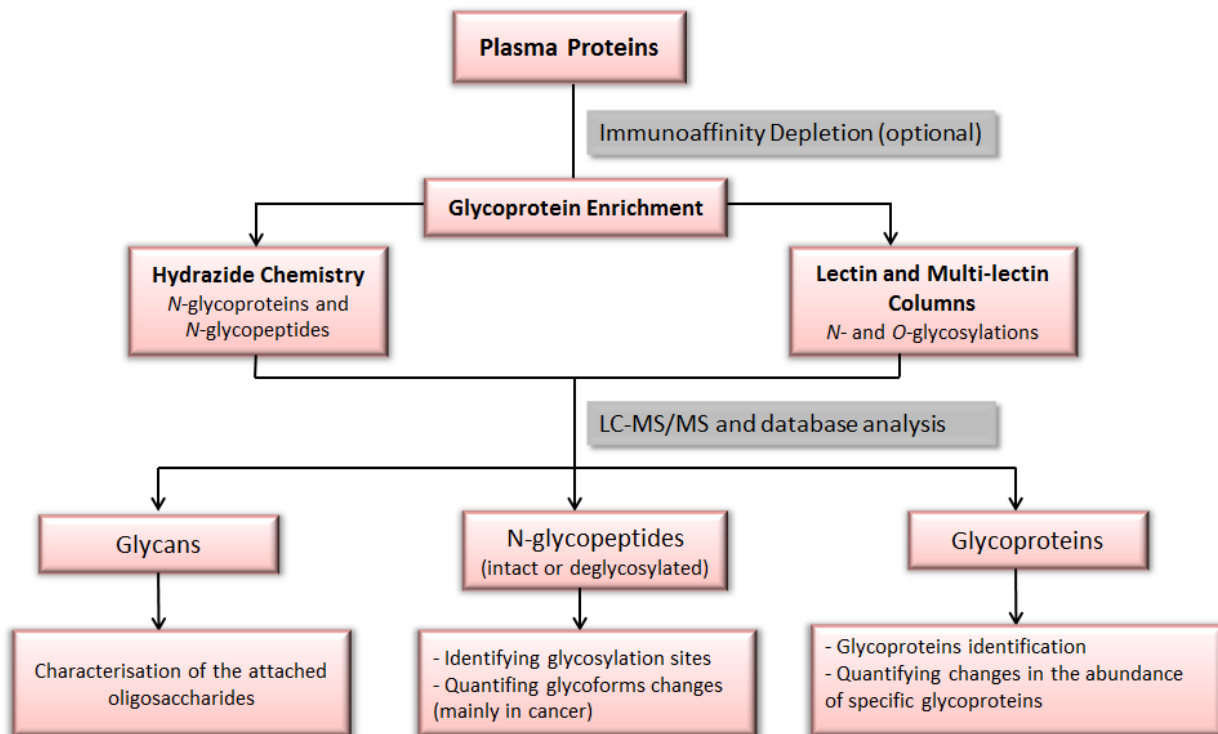 Plasma Proteins
Immunoaffinity Depletion (optional)
Glycoprotein Enrichment
Hydrazide Chemistry
N-glycoproteins and
N-glycopeptides
Lectin and Multi-lectin
Columns
N- and O-glycosylations
LC-MS/MS and database analysis
Glycans
N-glycopeptides
(intact or deglycosylated)
Glycoproteins
Characterisation of the attached
oligosaccharides
- Identifying glycosylation sites
- Quantifing glycoforms changes
(mainly in cancer)
- Glycoproteins identification
- Quantifying changes in the abundance
of specific glycoproteins